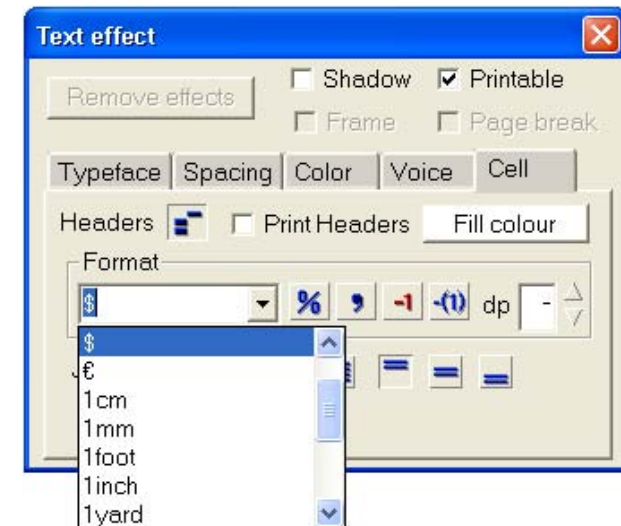 Text effect
Remove effects
Shadow
Printable
Frame
Page break
Typeface Spacing Color Voice Cell
Headers
Print Headers
Fill colour
Format
$ % , -1 -(1) dp -
$
€
1cm
1mm
1foot
1inch
1yard